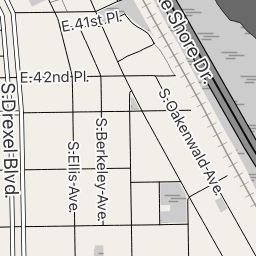 E. 41st Pl.
e Shore Dr.
E. 42nd Pl.
S. Oakenwald Ave.
S. Drexel Blvd.
S. Ellis Ave.
S. Berkeley Ave.